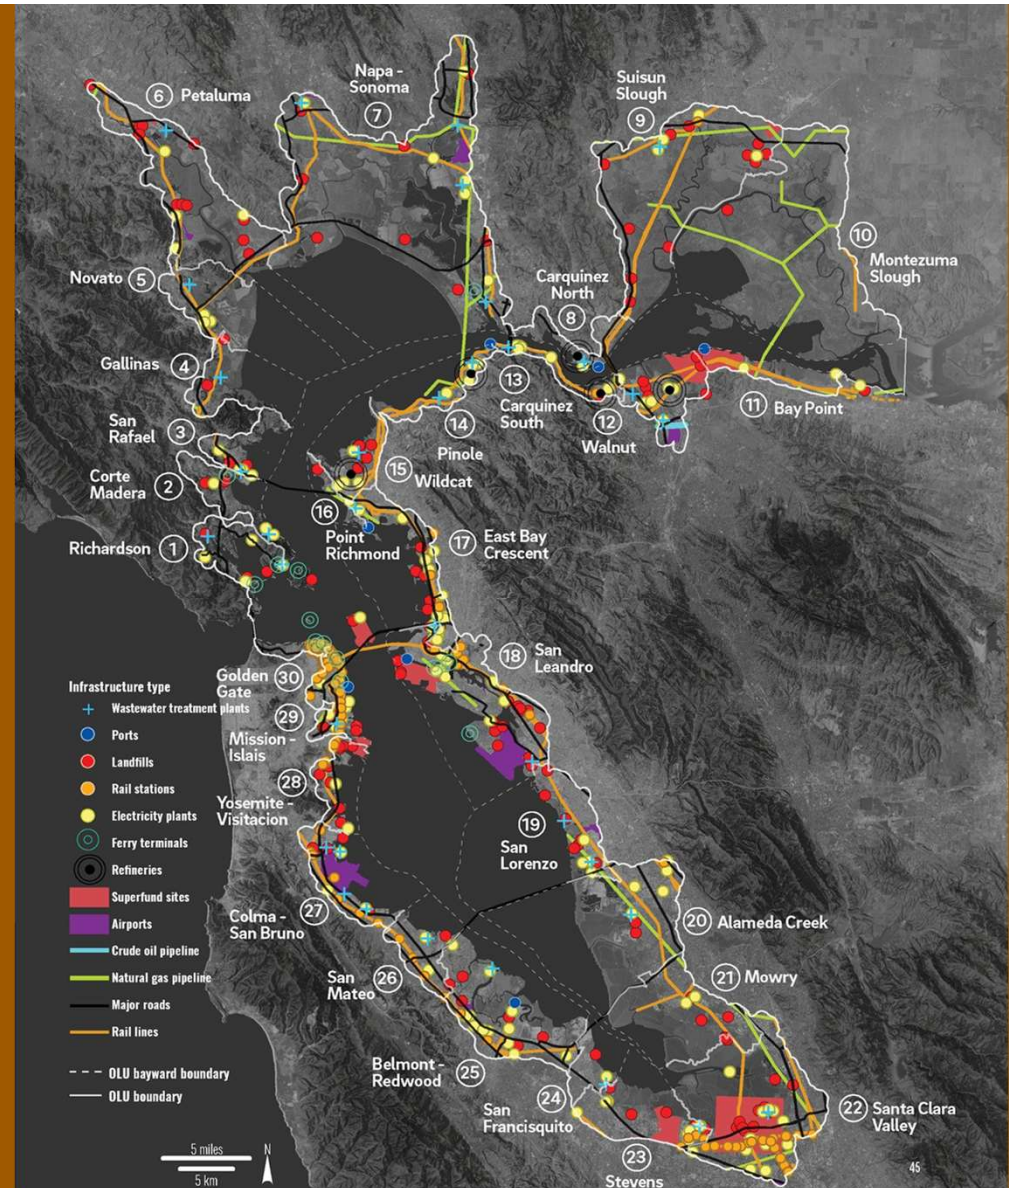 6
Petaluma
Napa -
Sonoma
7
Suisun
Slough
9
10
Montezuma
Slough
Novato
5
Carquinez
North
8
Gallinas
4
13
Carquinez
South
12
Walnut
11
Bay Point
San
Rafael
3
14
Pinole
15
Wildcat
Corte
Madera
2
16
Point
Richmond
Richardson
1
17
East Bay
Crescent
18
San
Leandro
Golden
Gate
30
29
Mission -
Islais
28
Yosemite -
Visitacion
19
San
Lorenzo
27
Colma -
San Bruno
20
Alameda Creek
26
San
Mateo
21
Mowry
Belmont -
Redwood
25
24
San
Francisquito
22
Santa Clara
Valley
23
Stevens
Infrastructure type
Wastewater treatment plants
Ports
Landfills
Rail stations
Electricity plants
Ferry terminals
Refineries
Superfund sites
Airports
Crude oil pipeline
Natural gas pipeline
Major roads
Rail lines
OLU bayward boundary
OLU boundary
5 miles
5 km
N
45